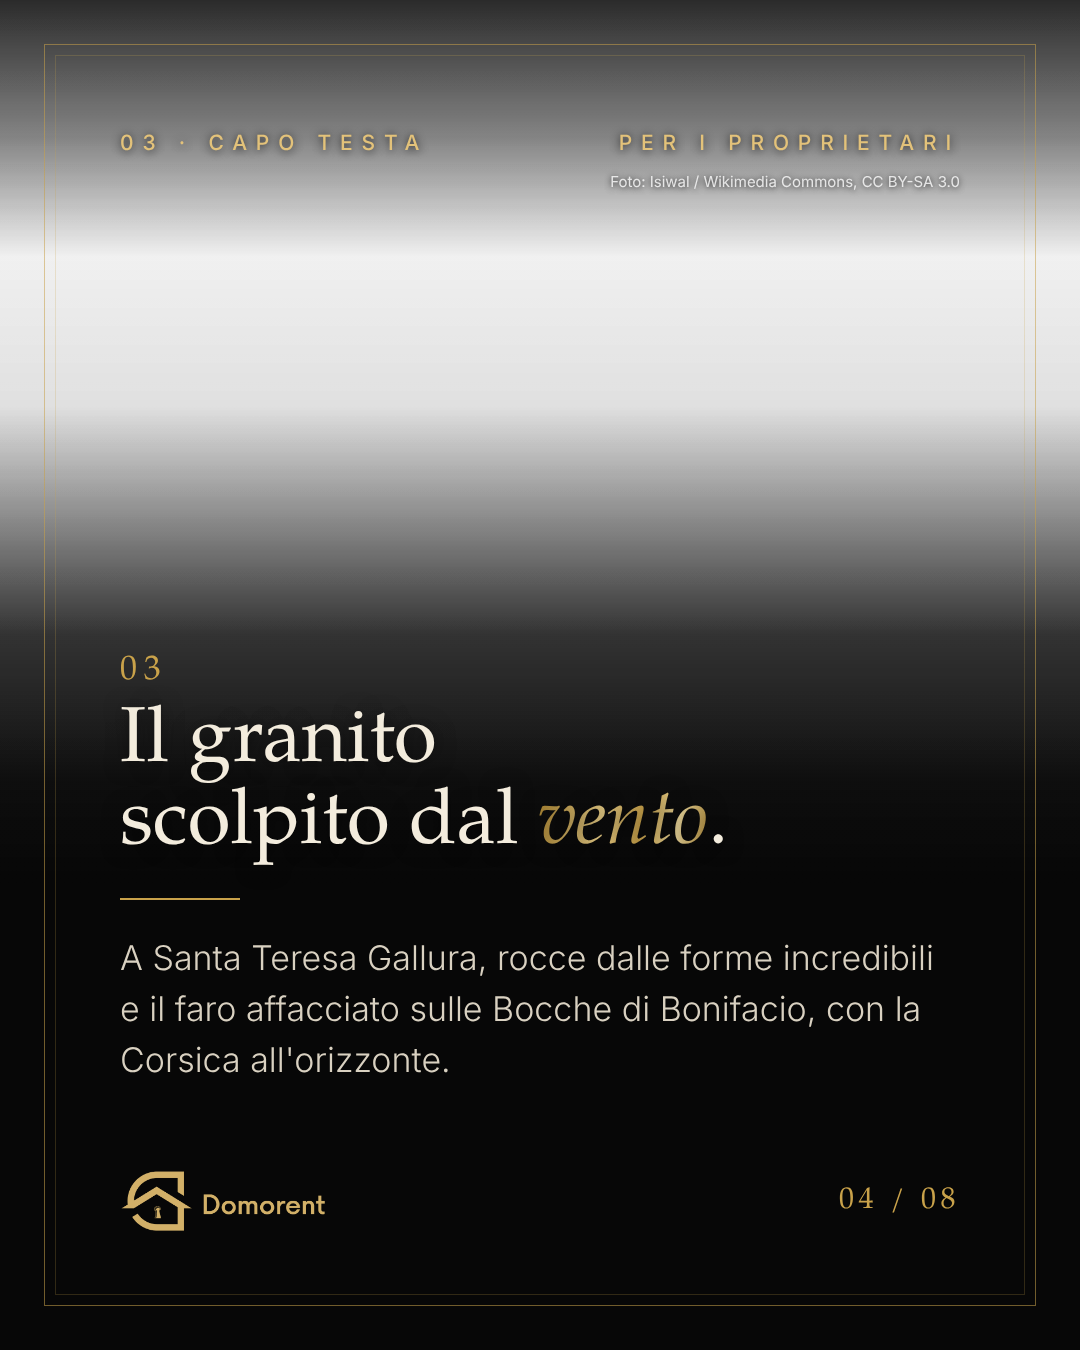 03 · CAPO TESTA
PER I PROPRIETARI
Foto: Isiwal / Wikimedia Commons, CC BY-SA 3.0
03
Il granito
scolpito dal vento.
A Santa Teresa Gallura, rocce dalle forme incredibili
e il faro affacciato sulle Bocche di Bonifacio, con la
Corsica all'orizzonte.
Domorent
04 / 08